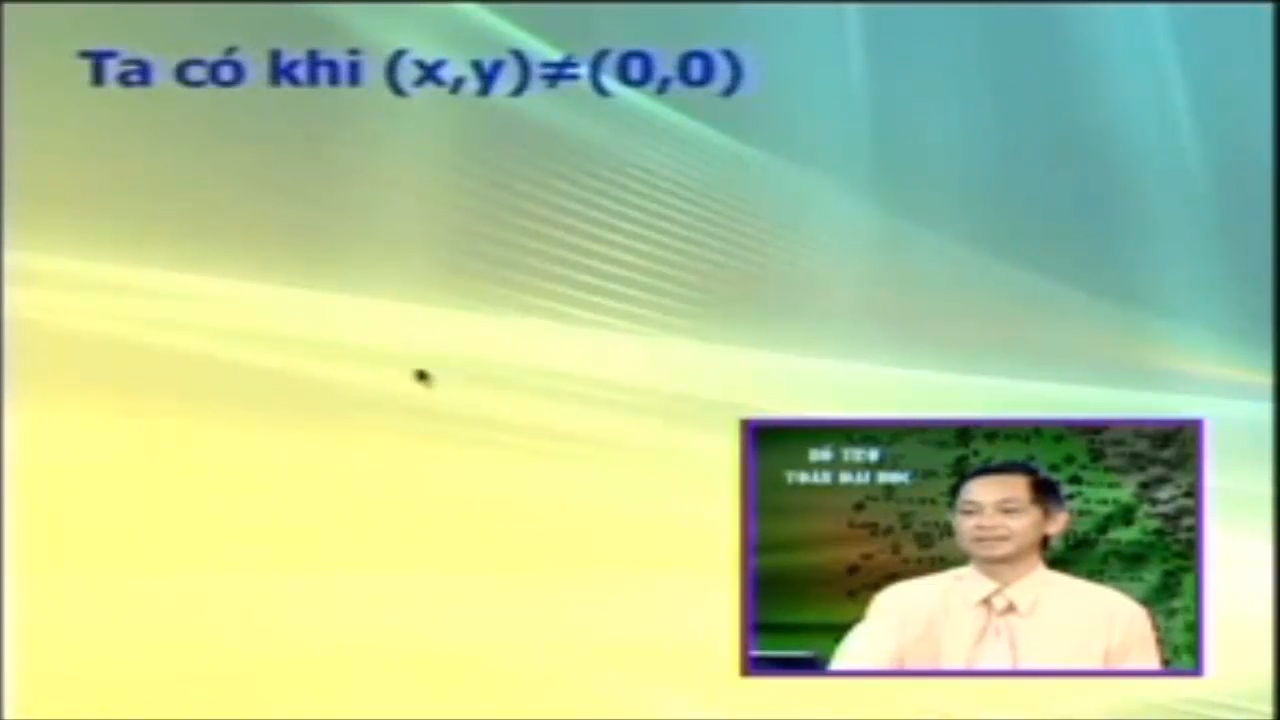 Ta có khi (x,y)≠(0,0)